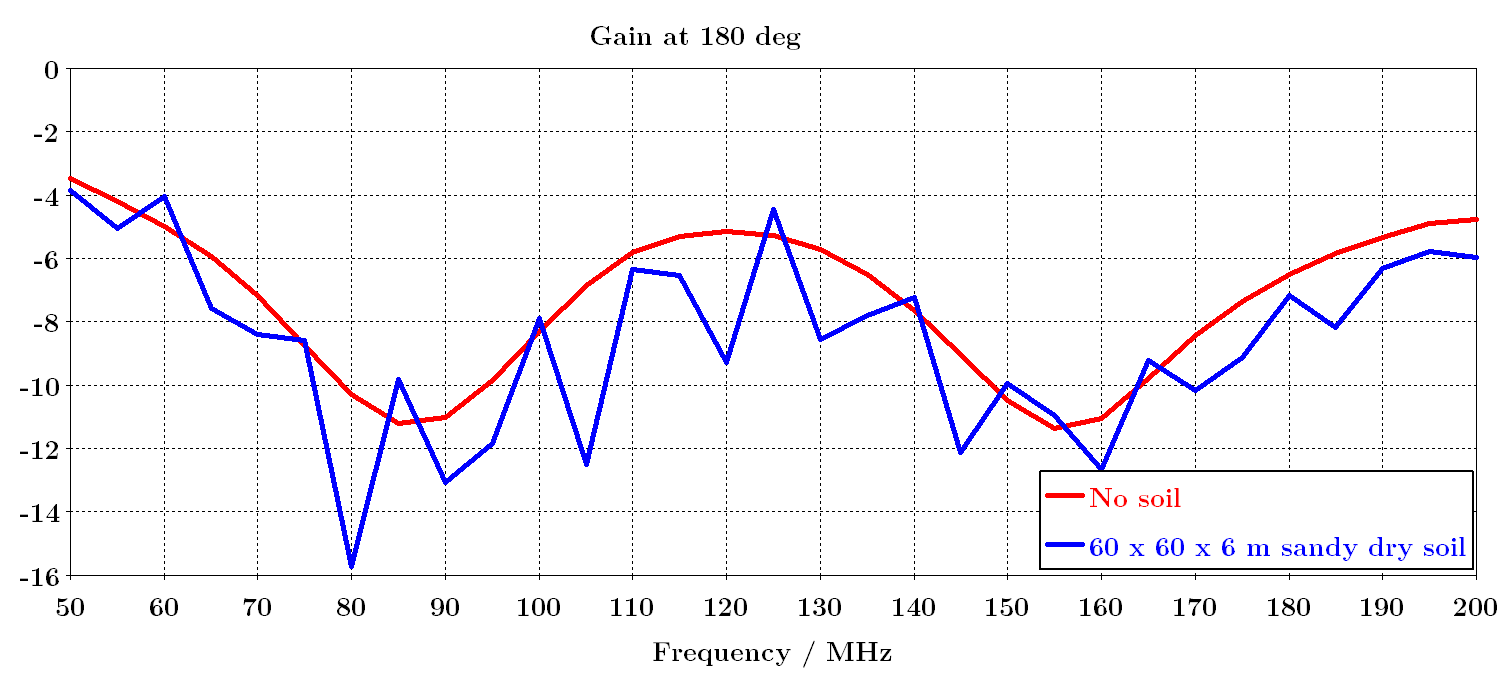 Gain at 180 deg
0
-2
-4
-6
-8
-10
-12
-14
-16
50 60 70 80 90 100 110 120 130 140 150 160 170 180 190 200
Frequency / MHz
No soil
60 x 60 x 6 m sandy dry soil